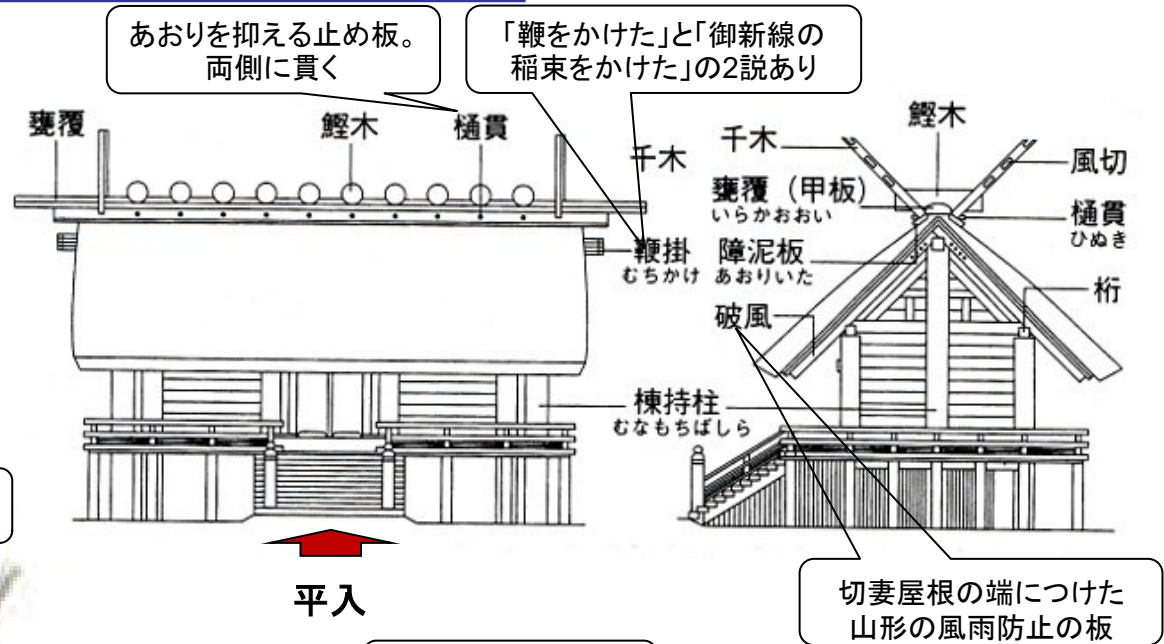 あおりを抑える止め板。
両側に貫く
「鞭をかけた」と「御新線の
稲束をかけた」の2説あり
甍覆
鰹木
樋貫
千木
鞭掛
むちかけ
千木
鰹木
風切
甍覆（甲板）
いらかおおい
樋貫
ひぬき
障泥板
あおりいた
桁
破風
棟持柱
むなもちばしら
平入
切妻屋根の端につけた
山形の風雨防止の板